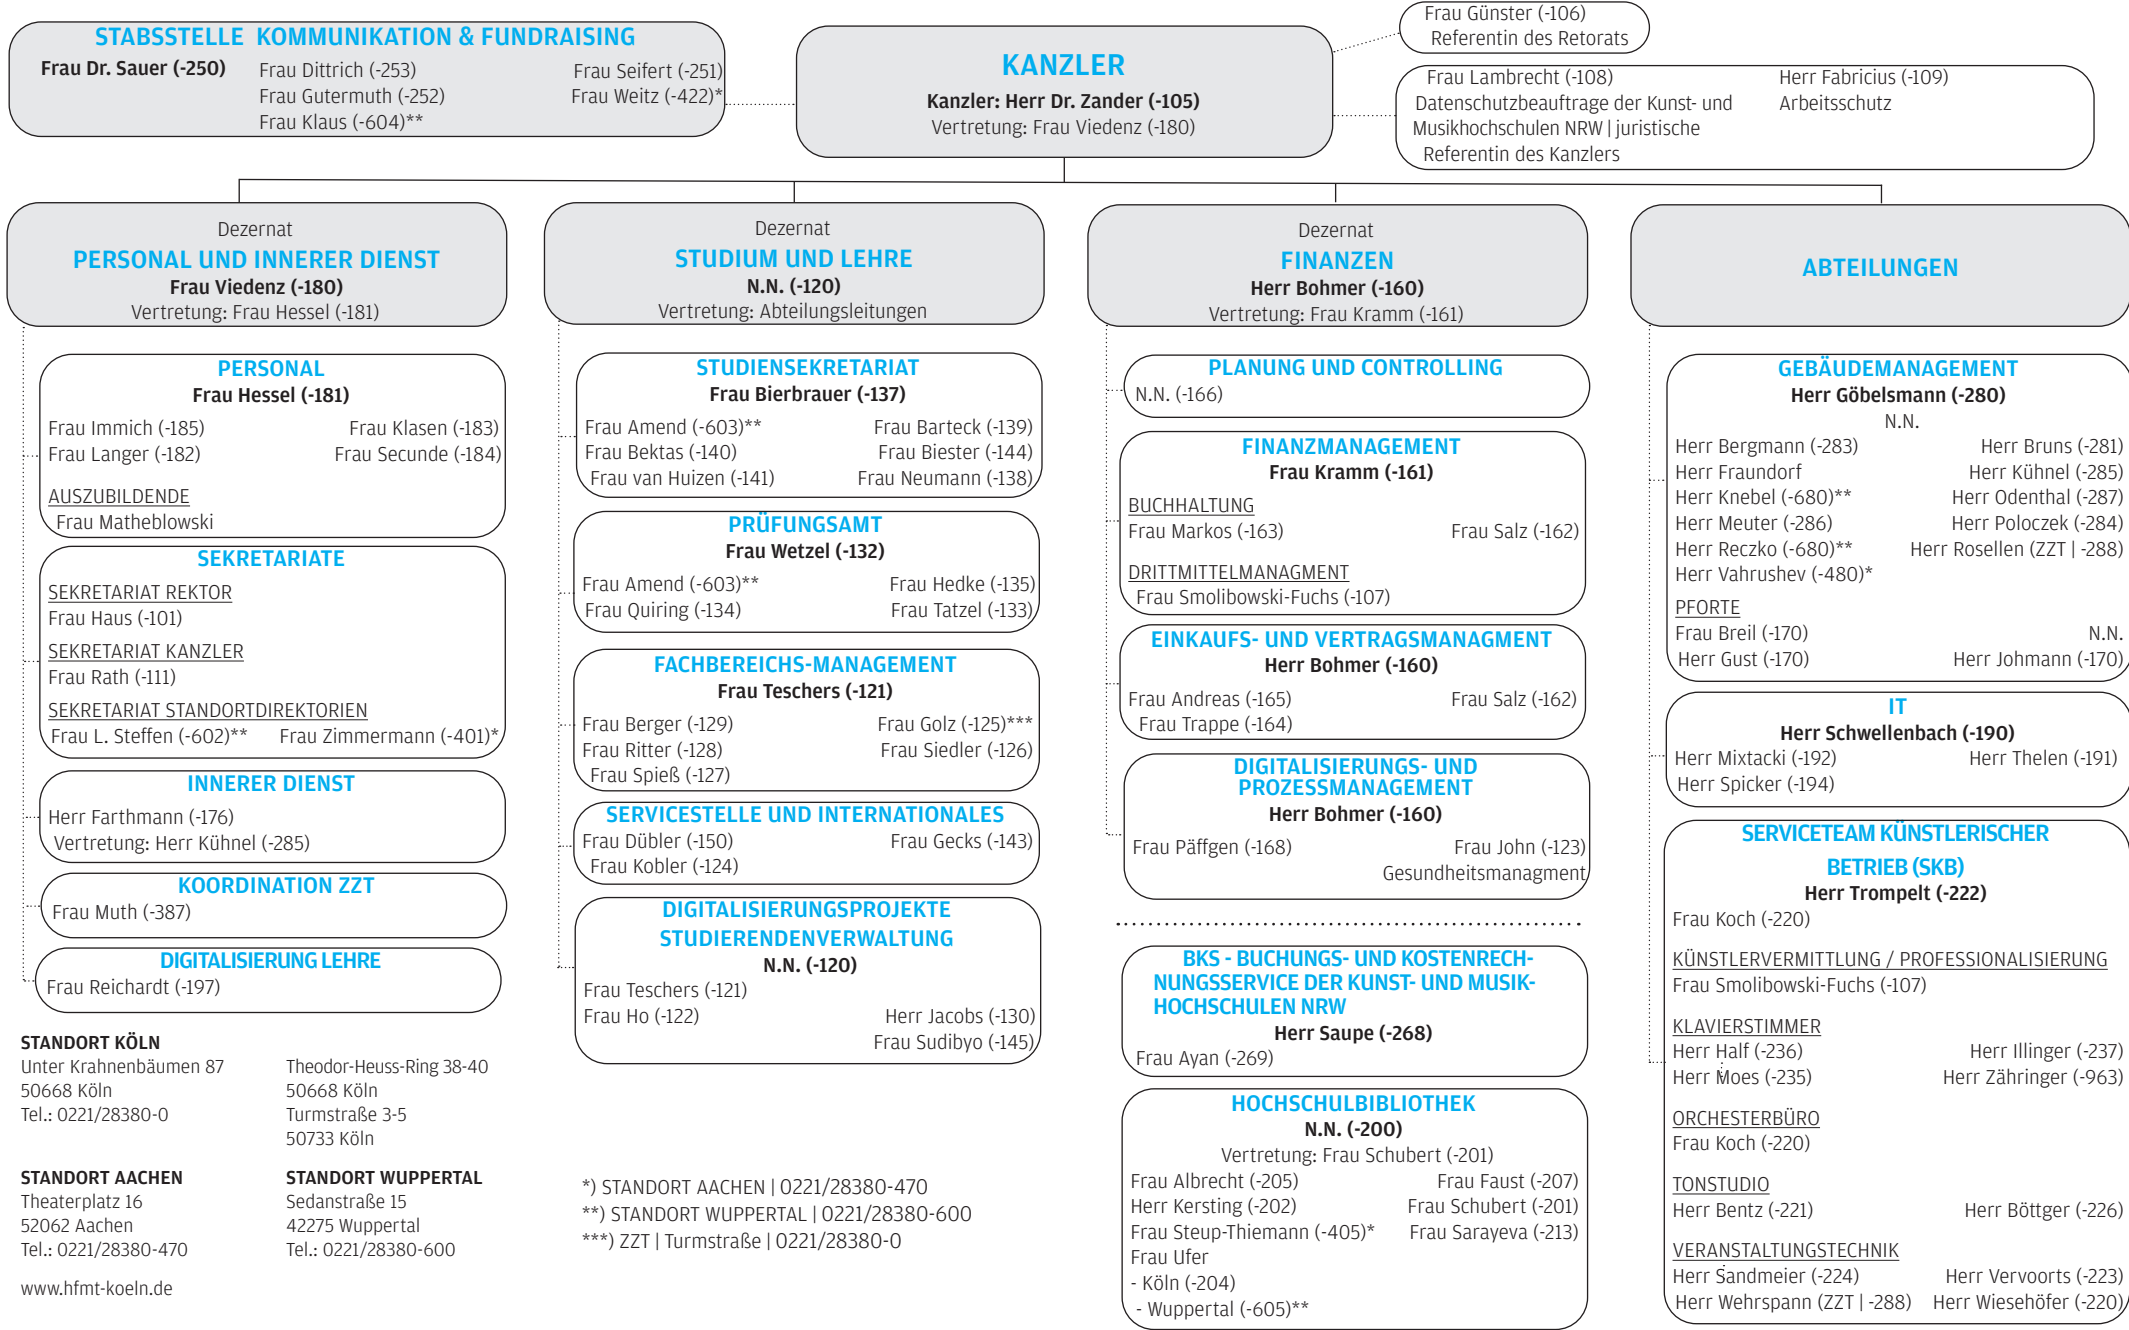 STABSSTELLE KOMMUNIKATION & FUNDRAISING
Frau Dr. Sauer (-250)
Frau Dittrich (-253)
Frau Seifert (-251)
Frau Gutermuth (-252)
Frau Weitz (-422)*
Frau Klaus (-604)**
KANZLER
Kanzler: Herr Dr. Zander (-105)
Vertretung: Frau Viedenz (-180)
Frau Günster (-106)
Referentin des Retorats
Frau Lambrecht (-108)
Datenschutzbeauftrage der Kunst- und
Musikhochschulen NRW | juristische
Referentin des Kanzlers
Herr Fabricius (-109)
Arbeitsschutz
Dezernat
PERSONAL UND INNERER DIENST
Frau Viedenz (-180)
Vertretung: Frau Hessel (-181)
PERSONAL
Frau Hessel (-181)
Frau Immich (-185)
Frau Klasen (-183)
Frau Langer (-182)
Frau Secunde (-184)
AUSZUBILDENDE
Frau Matheblowski
SEKRETARIATE
SEKRETARIAT REKTOR
Frau Haus (-101)
SEKRETARIAT KANZLER
Frau Rath (-111)
SEKRETARIAT STANDORTDIREKTORIEN
Frau L. Steffen (-602)**
Frau Zimmermann (-401)*
INNERER DIENST
Herr Farthmann (-176)
Vertretung: Herr Kühnel (-285)
KOORDINATION ZZT
Frau Muth (-387)
DIGITALISIERUNG LEHRE
Frau Reichardt (-197)
Dezernat
STUDIUM UND LEHRE
N.N. (-120)
Vertretung: Abteilungsleitungen
STUDIENSEKRETARIAT
Frau Bierbrauer (-137)
Frau Amend (-603)**
Frau Barteck (-139)
Frau Bektas (-140)
Frau Biester (-144)
Frau van Huizen (-141)
Frau Neumann (-138)
PRÜFUNGSAMT
Frau Wetzel (-132)
Frau Amend (-603)**
Frau Hedke (-135)
Frau Quiring (-134)
Frau Tatzel (-133)
FACHBEREICHS-MANAGEMENT
Frau Teschers (-121)
Frau Berger (-129)
Frau Golz (-125)***
Frau Ritter (-128)
Frau Siedler (-126)
Frau Spieß (-127)
SERVICESTELLE UND INTERNATIONALES
Frau Dübler (-150)
Frau Gecks (-143)
Frau Kobler (-124)
DIGITALISIERUNGSPROJEKTE
STUDIERENDENVERWALTUNG
N.N. (-120)
Frau Teschers (-121)
Frau Ho (-122)
Herr Jacobs (-130)
Frau Sudibyo (-145)
Dezernat
FINANZEN
Herr Bohmer (-160)
Vertretung: Frau Kramm (-161)
PLANUNG UND CONTROLLING
N.N. (-166)
FINANZMANAGEMENT
Frau Kramm (-161)
BUCHHALTUNG
Frau Markos (-163)
Frau Salz (-162)
DRITTMITTELMANAGMENT
Frau Smolibowski-Fuchs (-107)
EINKAUFS- UND VERTRAGSMANAGMENT
Herr Bohmer (-160)
Frau Andreas (-165)
Frau Salz (-162)
Frau Trappe (-164)
DIGITALISIERUNGS- UND
PROZESSMANAGEMENT
Herr Bohmer (-160)
Frau Päffgen (-168)
Frau John (-123)
Gesundheitsmanagment
BKS - BUCHUNGS- UND KOSTENRECH-
NUNGSSERVICE DER KUNST- UND MUSIK-
HOCHSCHULEN NRW
Herr Saupe (-268)
Frau Ayan (-269)
HOCHSCHULBIBLIOTHEK
N.N. (-200)
Vertretung: Frau Schubert (-201)
Frau Albrecht (-205)
Frau Faust (-207)
Herr Kersting (-202)
Frau Schubert (-201)
Frau Steup-Thiemann (-405)*
Frau Sarayeva (-213)
Frau Ufer
- Köln (-204)
- Wuppertal (-605)**
ABTEILUNGEN
GEBÄUDEMANAGEMENT
Herr Göbelsmann (-280)
N.N.
Herr Bergmann (-283)
Herr Bruns (-281)
Herr Fraundorf
Herr Kühnel (-285)
Herr Knebel (-680)**
Herr Odenthal (-287)
Herr Meuter (-286)
Herr Poloczek (-284)
Herr Reczko (-680)**
Herr Rosellen (ZZT | -288)
Herr Vahrushev (-480)*
PFORTE
Frau Breil (-170)
N.N.
Herr Gust (-170)
Herr Johmann (-170)
IT
Herr Schwellenbach (-190)
Herr Mixtacki (-192)
Herr Thelen (-191)
Herr Spicker (-194)
SERVICETEAM KÜNSTLERISCHER
BETRIEB (SKB)
Herr Trompelt (-222)
Frau Koch (-220)
KÜNSTLERVERMITTLUNG / PROFESSIONALISIERUNG
Frau Smolibowski-Fuchs (-107)
KLAVIERSTIMMER
Herr Half (-236)
Herr Illinger (-237)
Herr Moes (-235)
Herr Zähringer (-963)
ORCHESTERBÜRO
Frau Koch (-220)
TONSTUDIO
Herr Bentz (-221)
Herr Böttger (-226)
VERANSTALTUNGSTECHNIK
Herr Sandmeier (-224)
Herr Vervoorts (-223)
Herr Wehrspann (ZZT | -288)
Herr Wiesehöfer (-220)
STANDORT KÖLN
Unter Krahnenbäumen 87
50668 Köln
Tel.: 0221/28380-0
Theodor-Heuss-Ring 38-40
50668 Köln
Turmstraße 3-5
50733 Köln
STANDORT AACHEN
Theaterplatz 16
52062 Aachen
Tel.: 0221/28380-470
STANDORT WUPPERTAL
Sedanstraße 15
42275 Wuppertal
Tel.: 0221/28380-600
www.hfmt-koeln.de
*) STANDORT AACHEN | 0221/28380-470
**) STANDORT WUPPERTAL | 0221/28380-600
***) ZZT | Turmstraße | 0221/28380-0